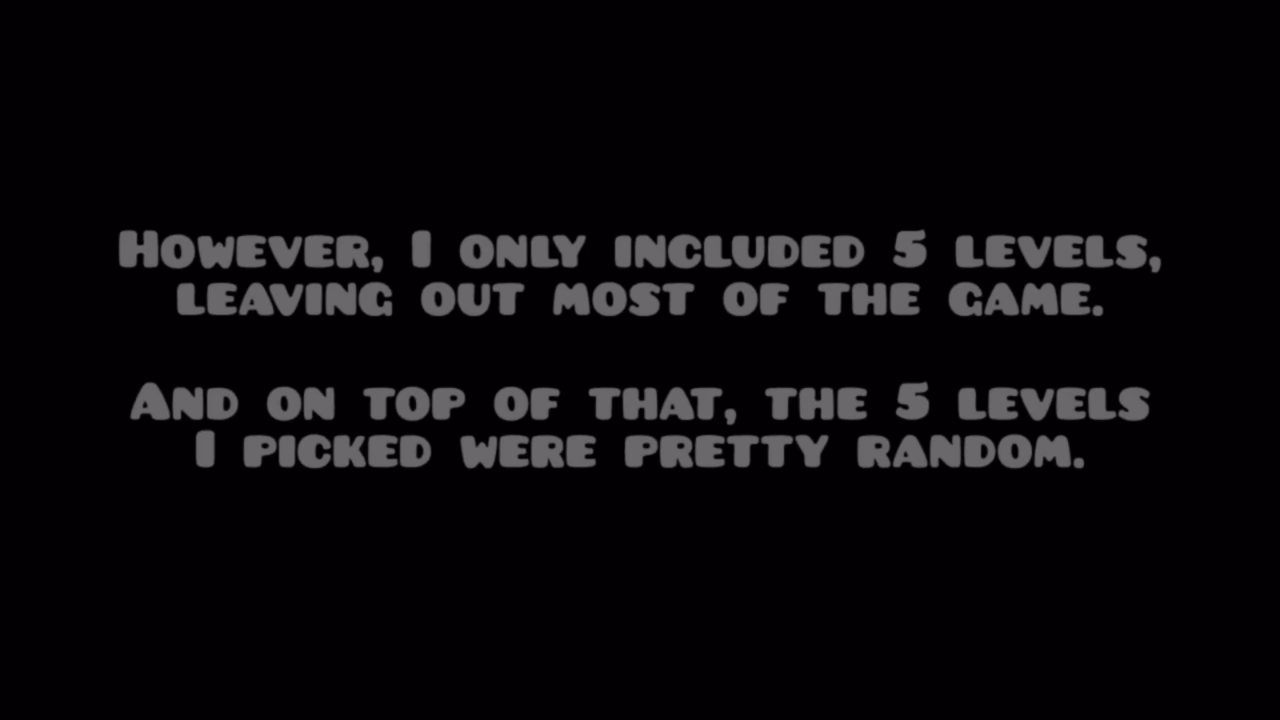 However, I only included 5 levels,
leaving out most of the game.
And on top of that, the 5 levels
I picked were pretty random.